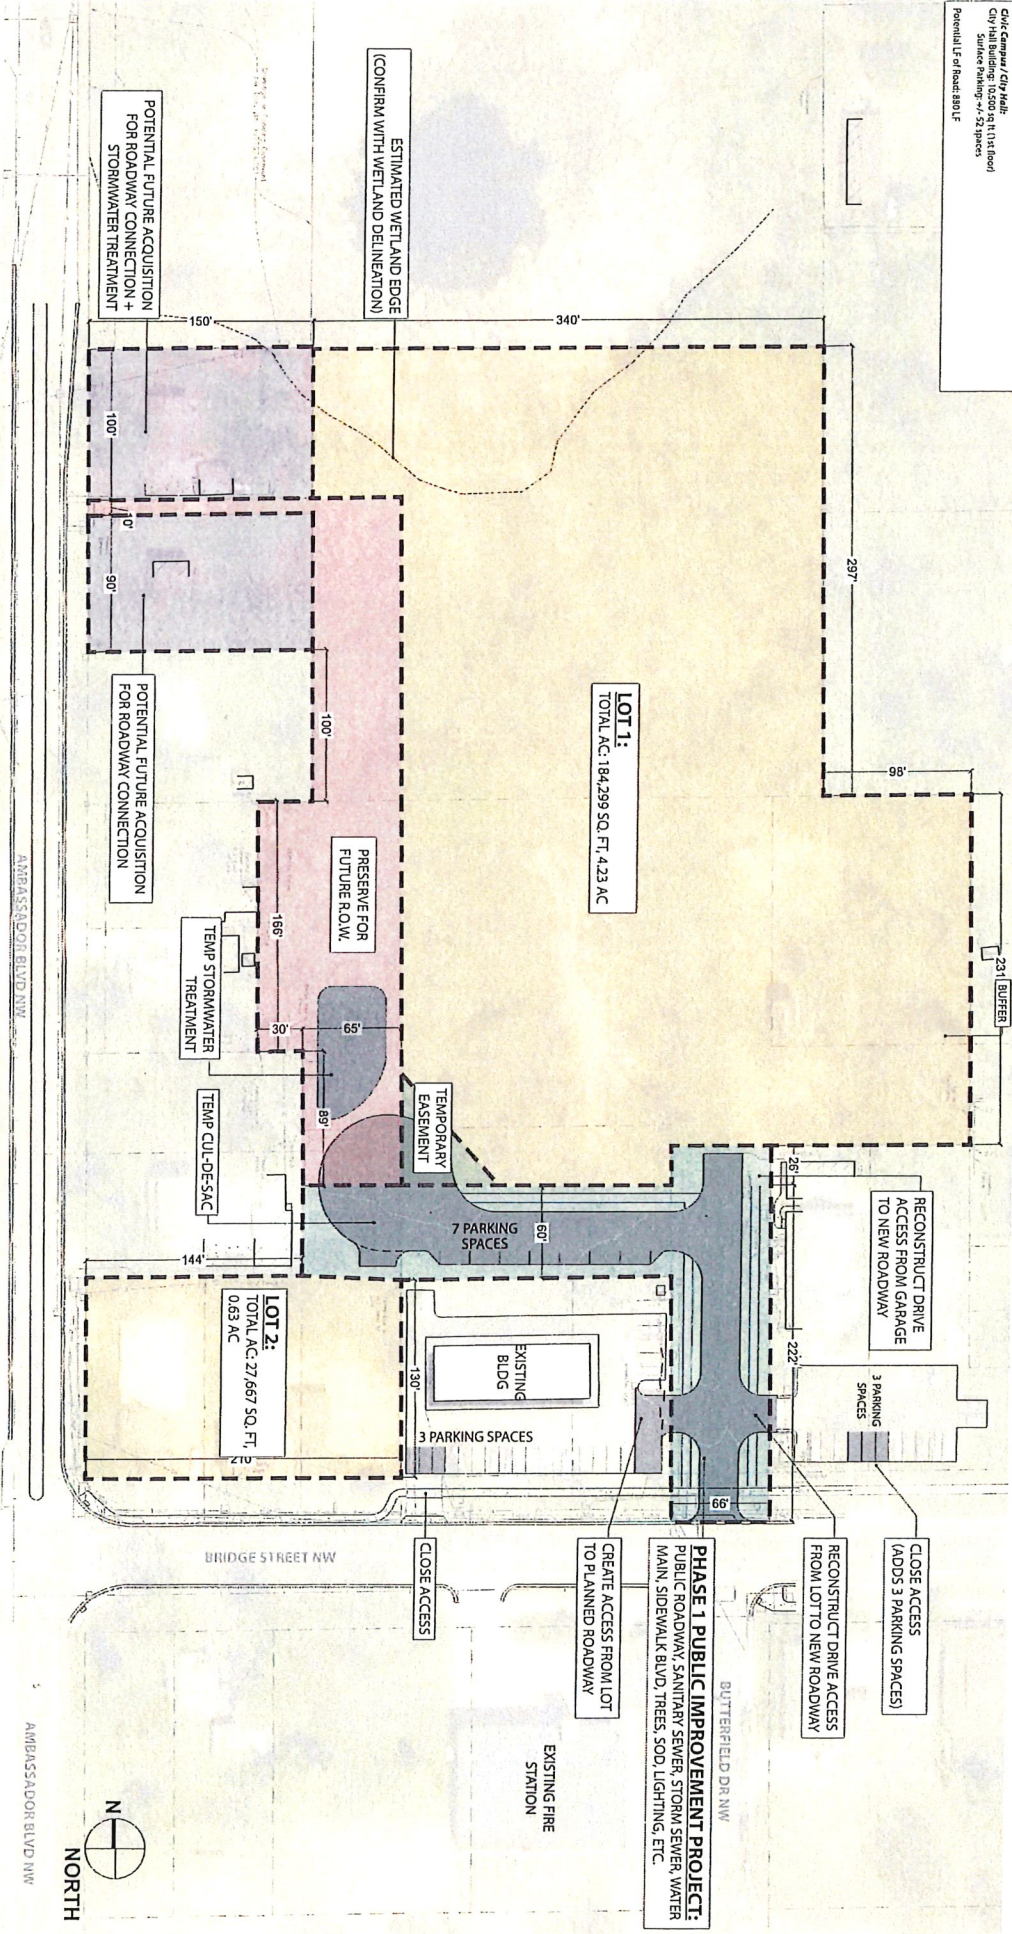 Civic Campus / City Hall:
City Hall Building: 10,500 sq ft (1st floor)
Surface Parking: +/- 52 spaces
Potential LF of Road: 880 LF
ESTIMATED WETLAND EDGE
(CONFIRM WITH WETLAND DELINEATION)
POTENTIAL FUTURE ACQUISITION
FOR ROADWAY CONNECTION +
STORMWATER TREATMENT
150'
340'
100'
10'
90'
297'
98'
231'
BUFFER
LOT 1:
TOTAL AC: 184,299 SQ. FT, 4.23 AC
POTENTIAL FUTURE ACQUISITION
FOR ROADWAY CONNECTION
100'
166'
PRESERVE FOR
FUTURE R.O.W.
30'
65'
89'
TEMP STORMWATER
TREATMENT
TEMPORARY
EASEMENT
TEMP CUL-DE-SAC
7 PARKING
SPACES
60'
26'
222'
RECONSTRUCT DRIVE
ACCESS FROM GARAGE
TO NEW ROADWAY
3 PARKING
SPACES
144'
LOT 2:
TOTAL AC: 27,667 SQ. FT,
0.63 AC
210
130'
EXISTING
BLDG
3 PARKING SPACES
66'
CLOSE ACCESS
(ADDS 3 PARKING SPACES)
RECONSTRUCT DRIVE ACCESS
FROM LOT TO NEW ROADWAY
PHASE 1 PUBLIC IMPROVEMENT PROJECT:
PUBLIC ROADWAY, SANITARY SEWER, STORM SEWER, WATER
MAIN, SIDEWALK BLVD, TREES, SOD, LIGHTING, ETC.
CREATE ACCESS FROM LOT
TO PLANNED ROADWAY
CLOSE ACCESS
BRIDGE STREET NW
BUTTERFIELD DR NW
EXISTING FIRE
STATION
AMBASSADOR BLVD NW
AMBASSADOR BLVD NW
N
NORTH